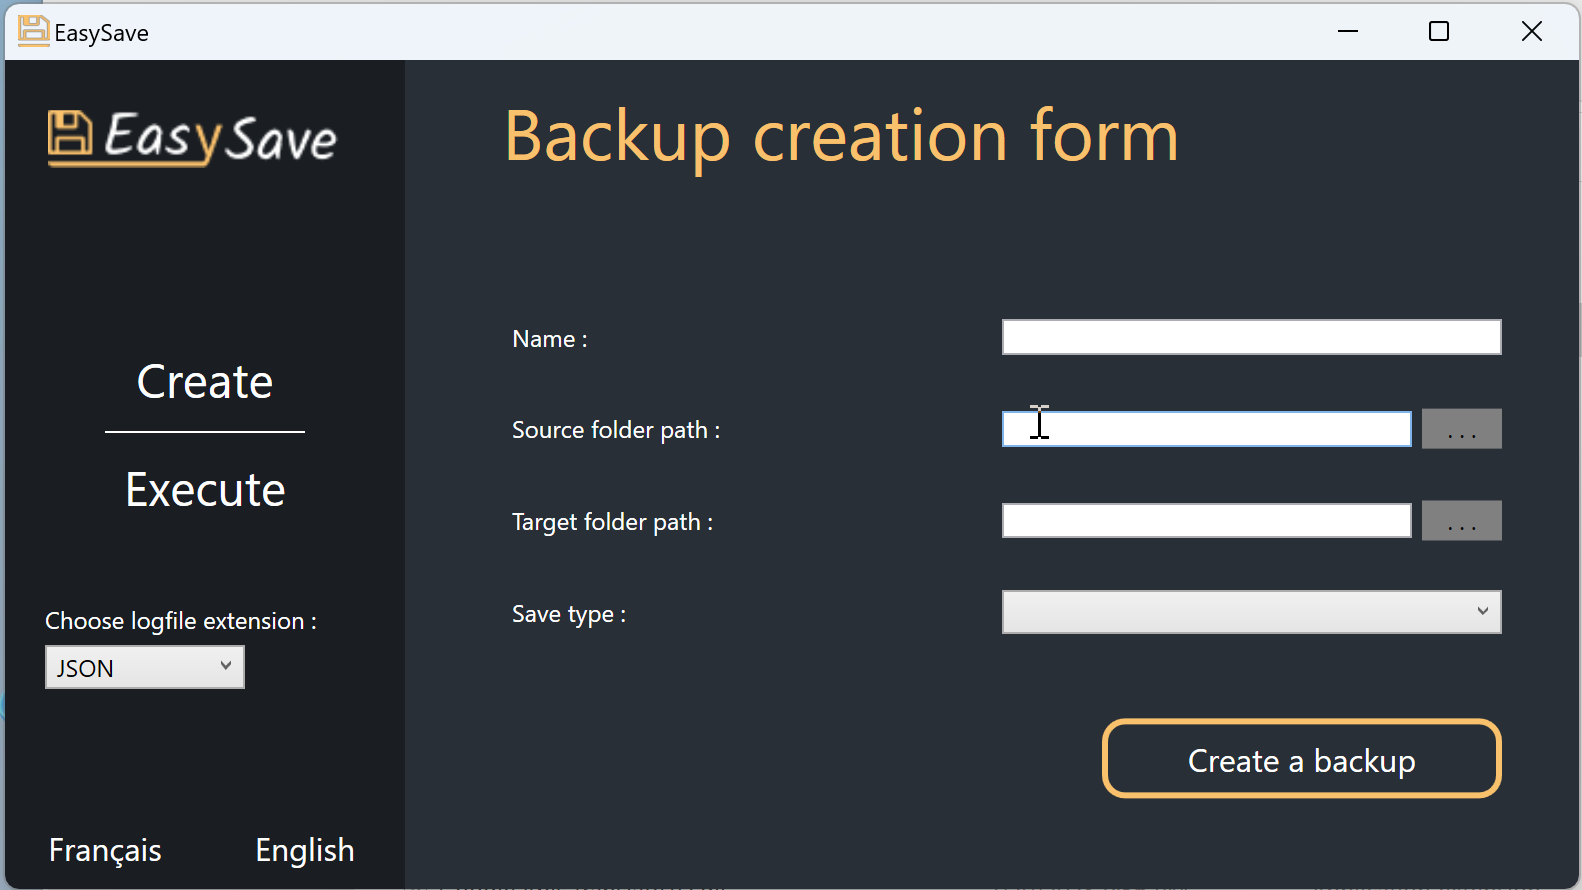 EasySave
EasySave
Backup creation form
Name :
Source folder path :
...
Target folder path :
...
Save type :
Create a backup
Create
Execute
Choose logfile extension :
JSON
Français
English